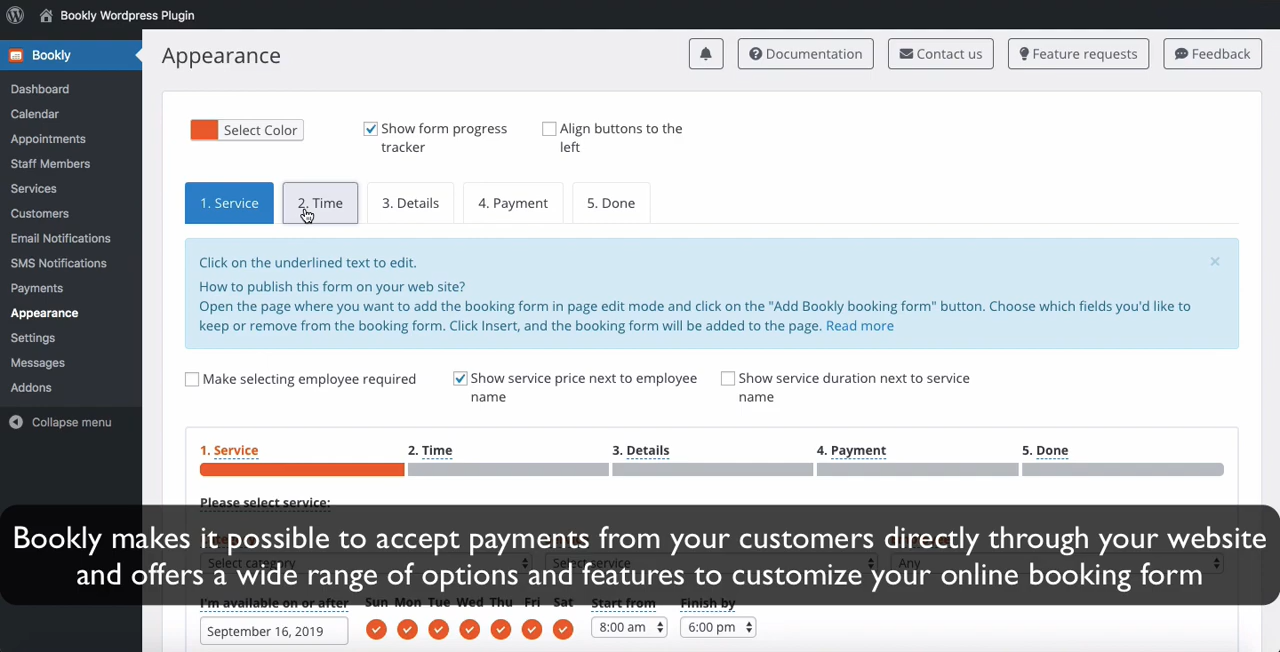 Bookly Wordpress Plugin
Bookly
Dashboard
Calendar
Appointments
Staff Members
Services
Customers
Email Notifications
SMS Notifications
Payments
Appearance
Settings
Messages
Addons
Collapse menu
Appearance
Documentation
Contact us
Feature requests
Feedback
Select Color
Show form progress
tracker
Align buttons to the
left
1. Service
2. Time
3. Details
4. Payment
5. Done
Click on the underlined text to edit.
How to publish this form on your web site?
Open the page where you want to add the booking form in page edit mode and click on the "Add Bookly booking form" button. Choose which fields you'd like to
keep or remove from the booking form. Click Insert, and the booking form will be added to the page. Read more
Make selecting employee required
Show service price next to employee
name
Show service duration next to service
name
1. Service
2. Time
3. Details
4. Payment
5. Done
Please select service:
Bookly makes it possible to accept payments from your customers directly through your website
and offers a wide range of options and features to customize your online booking form
Select category
Select service
Any
I'm available on or after
Sun Mon Tue Wed Thu Fri Sat
Start from
Finish by
September 16, 2019
8:00 am
6:00 pm